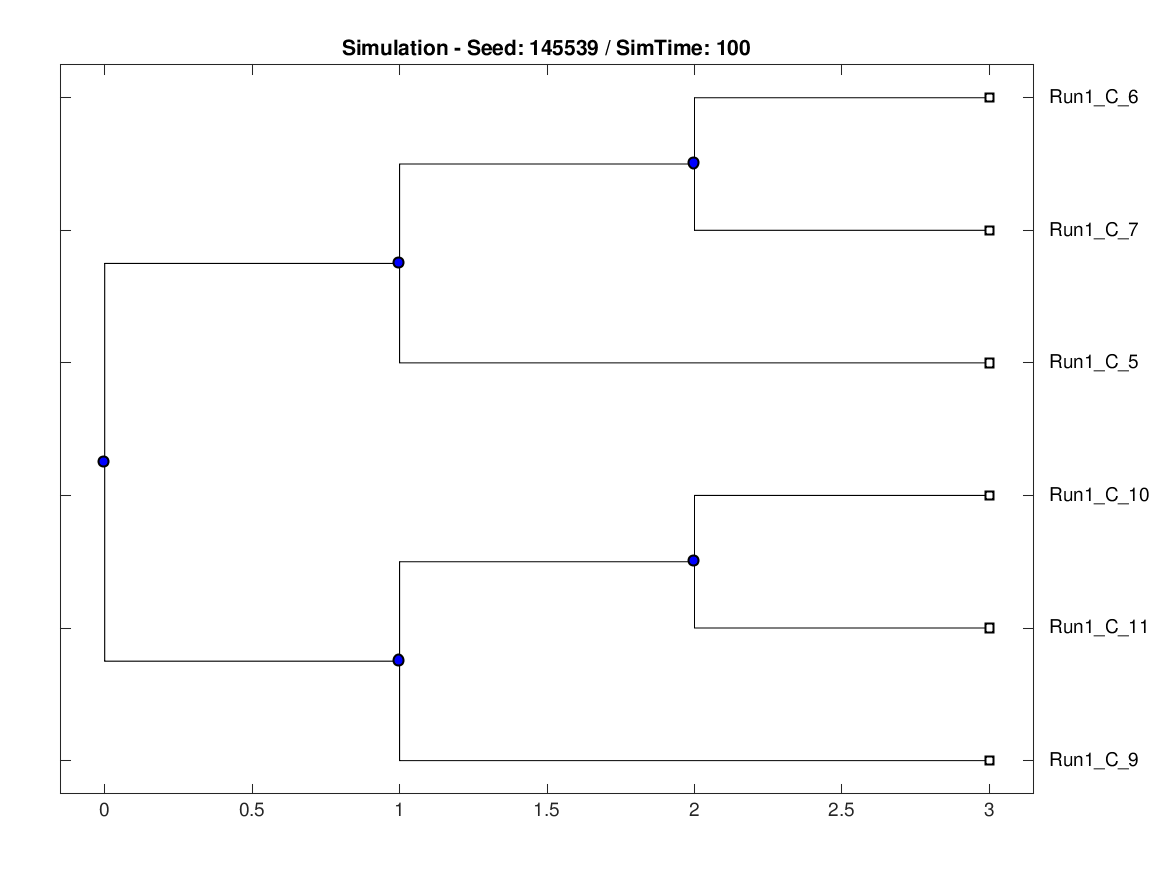 Simulation - Seed: 145539 / SimTime: 100
Run1_C_6
Run1_C_7
Run1_C_5
Run1_C_10
Run1_C_11
Run1_C_9
0 0.5 1 1.5 2 2.5 3